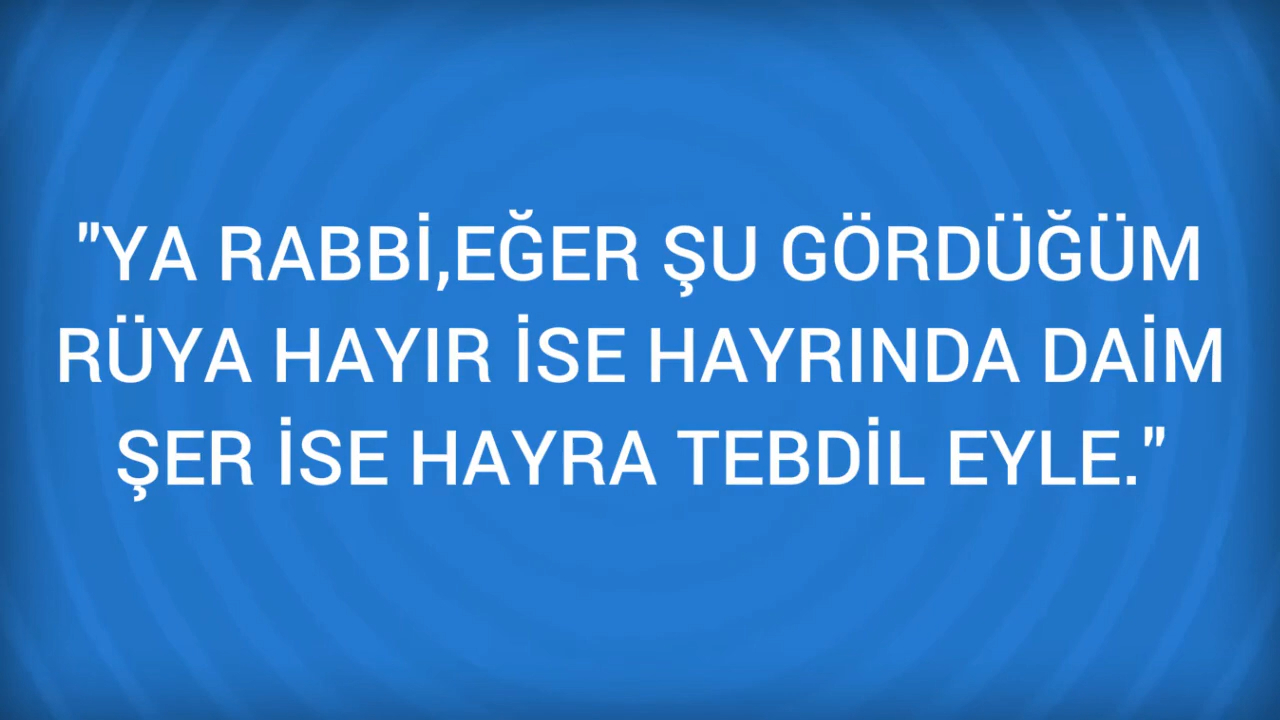 "YA RABBİ,EĞER ŞU GÖRDÜĞÜM
RÜYA HAYIR İSE HAYRINDA DAİM
ŞER İSE HAYRA TEBDİL EYLE."